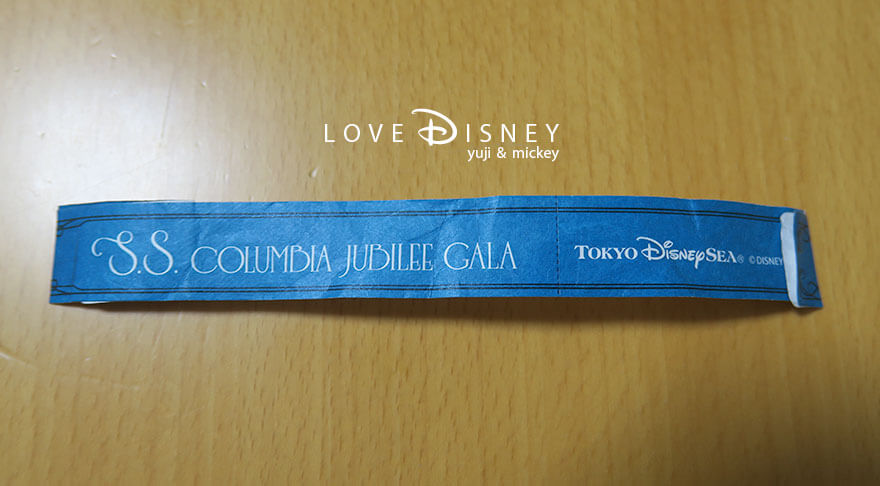 LOVE DISNEY
yuji & mickey
S.S. COLUMBIA JUBILEE GALA
TOKYO DISNEYSEA® © DISNEY